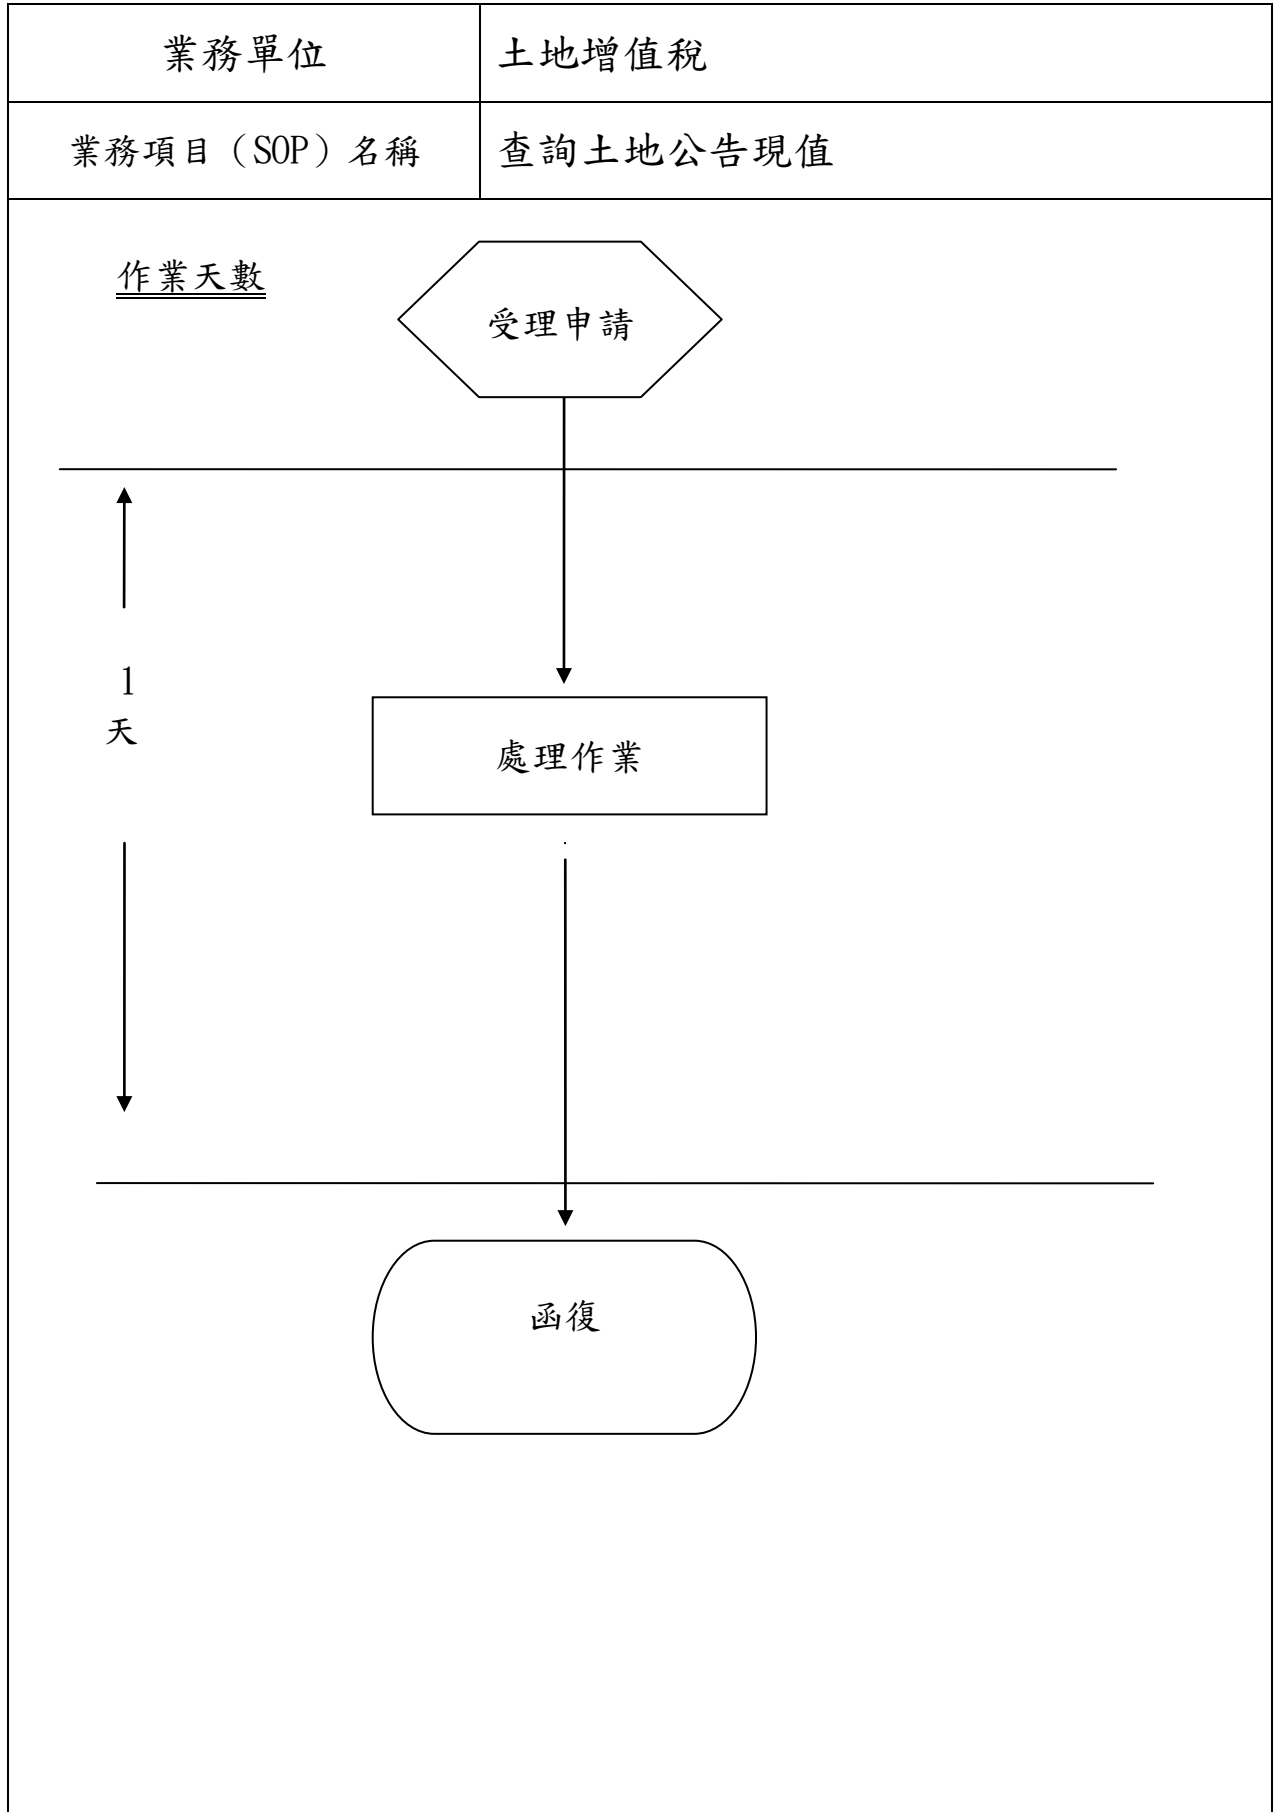 業務單位
土地增值稅
業務項目（SOP）名稱
查詢土地公告現值
作業天數
受理申請
1
天
處理作業
函復